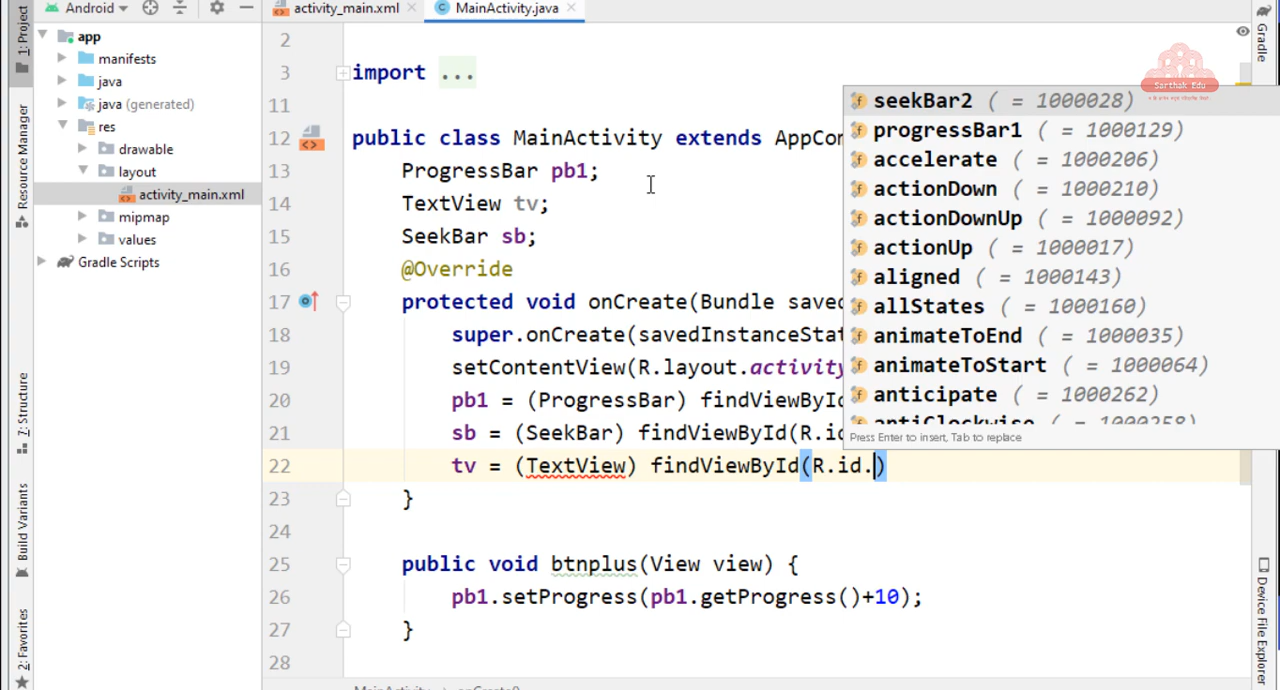 Android
activity_main.xml
MainActivity.java
1: Project
Resource Manager
7: Structure
Build Variants
2: Favorites
app
manifests
java
java (generated)
res
drawable
layout
activity_main.xml
mipmap
values
Gradle Scripts
2
3 import ...
11
12 public class MainActivity extends AppCon
13 ProgressBar pb1;
14 TextView tv;
15 SeekBar sb;
16 @Override
17 protected void onCreate(Bundle saved
18 super.onCreate(savedInstanceStat
19 setContentView(R.layout.activity
20 pb1 = (ProgressBar) findViewById
21 sb = (SeekBar) findViewById(R.id
22 tv = (TextView) findViewById(R.id.)
23 }
24
25 public void btnplus(View view) {
26 pb1.setProgress(pb1.getProgress()+10);
27 }
28
seekBar2 ( = 1000028)
progressBar1 ( = 1000129)
accelerate ( = 1000206)
actionDown ( = 1000210)
actionDownUp ( = 1000092)
actionUp ( = 1000017)
aligned ( = 1000143)
allStates ( = 1000160)
animateToEnd ( = 1000035)
animateToStart ( = 1000064)
anticipate ( = 1000262)
antiClockwise ( = 1000258)
Press Enter to insert, Tab to replace
Sarthak Edu
Gradle
Device File Explorer
MainActivity
onCreate()